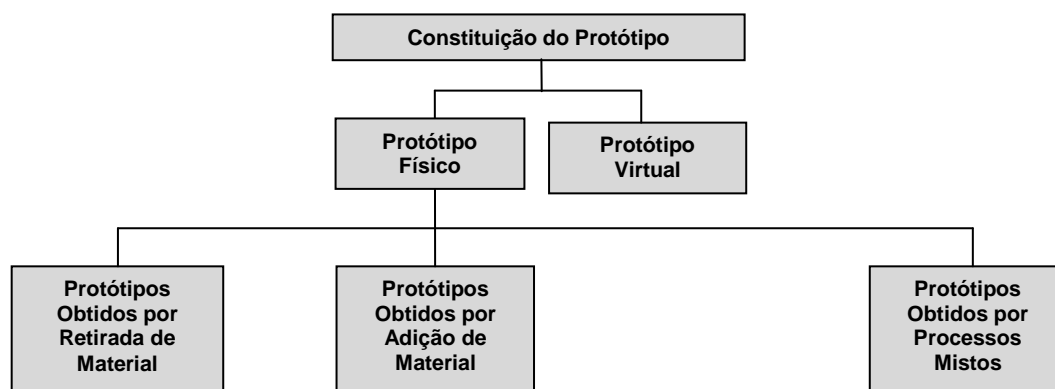 Constituição do Protótipo
Protótipo
Físico
Protótipo
Virtual
Protótipos
Obtidos por
Retirada de
Material
Protótipos
Obtidos por
Adição de
Material
Protótipos
Obtidos por
Processos
Mistos